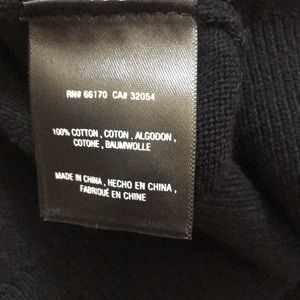 RN# 66170 CA# 32054
100% COTTON, COTON, ALGODON,
COTONE, BAUMWOLLE
MADE IN CHINA, HECHO EN CHINA,
FABRIQUÉ EN CHINE